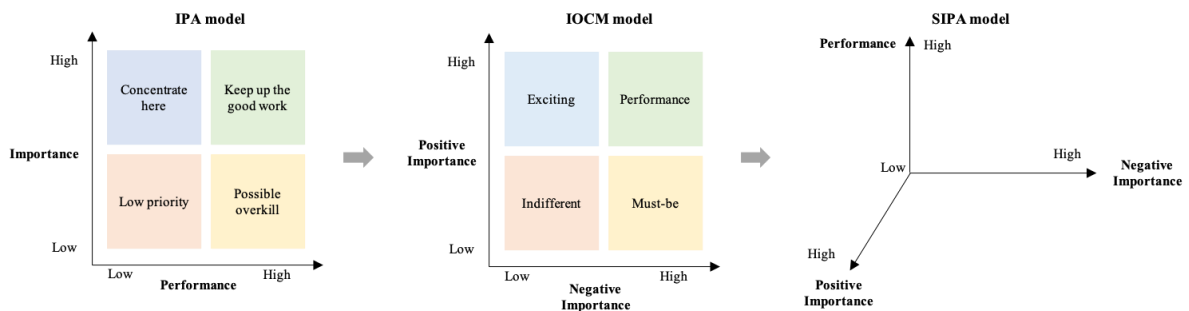 IPA model
High
Concentrate
here
Keep up the
good work
Importance
Low priority
Possible
overkill
Low
Low
High
Performance
IOCM model
High
Exciting
Performance
Positive
Importance
Indifferent
Must-be
Low
Low
High
Negative
Importance
SIPA model
Performance
High
Low
High
Negative
Importance
High
Positive
Importance